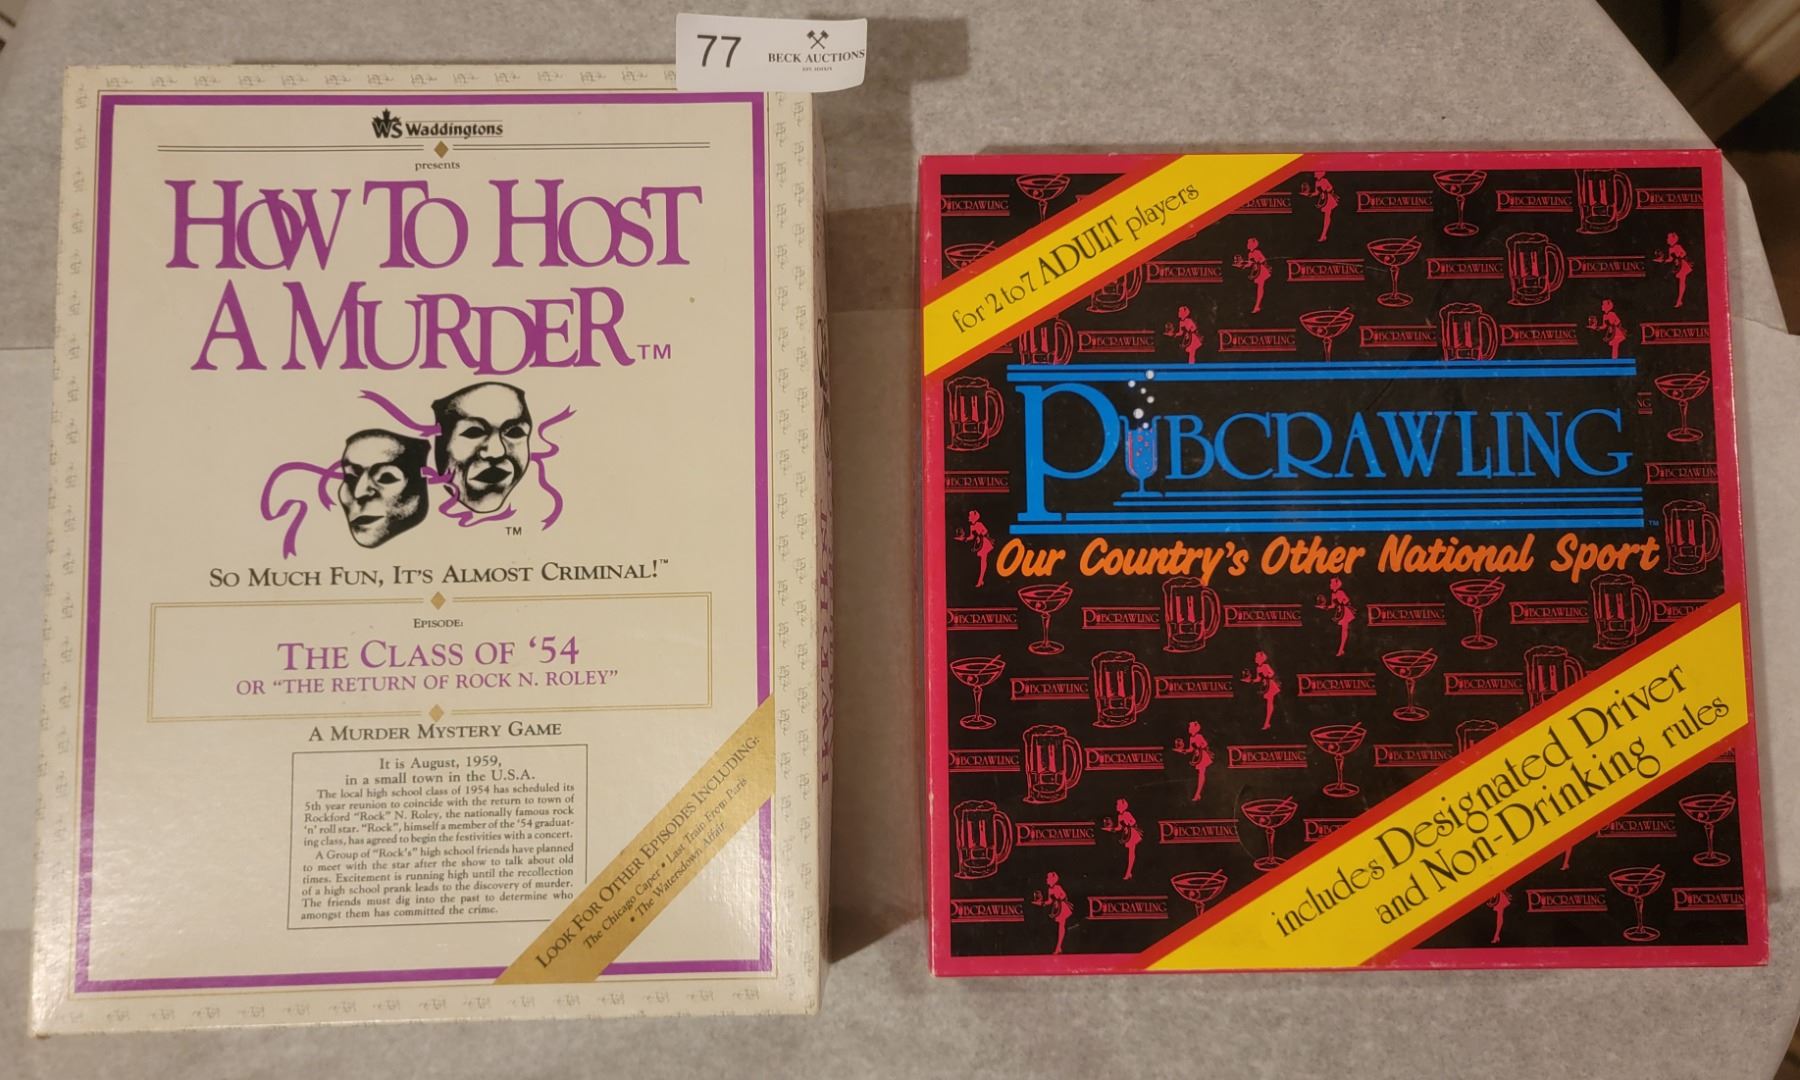 77
BECK AUCTIONS
WS Waddingtons
presents
HOW TO HOST
A MURDER™
™
SO MUCH FUN, IT'S ALMOST CRIMINAL!™
EPISODE:
THE CLASS OF '54
OR "THE RETURN OF ROCK N. ROLEY"
A MURDER MYSTERY GAME
It is August, 1959,
in a small town in the U.S.A.
The local high school class of 1954 has scheduled its
5th year reunion to coincide with the return to town of
Rockford "Rock" N. Roley, the nationally famous rock
'n' roll star. "Rock", himself a member of the '54 graduat-
ing class, has agreed to begin the festivities with a concert.
A Group of "Rock's" high school friends have planned
to meet with the star after the show to talk about old
times. Excitement is running high until the recollection
of a high school prank leads to the discovery of murder.
The friends must dig into the past to determine who
amongst them has committed the crime.
LOOK FOR OTHER EPISODES INCLUDING:
The Chicago Caper • Last Train From Paris
• The Watersdown Affair
for 2 to 7 ADULT players
PUBCRAWLING
™
Our Country's Other National Sport
includes Designated Driver
and Non-Drinking rules